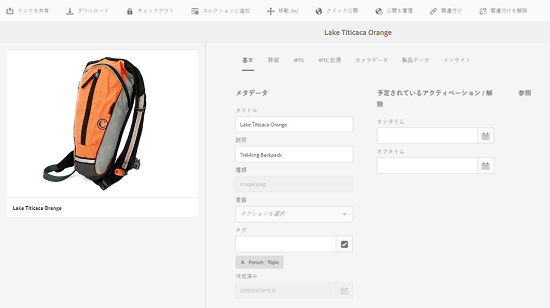 リンクを共有 ダウンロード チェックアウト コレクションに追加 移動 (m) クイック公開 公開を管理 関連付け 関連付けを解除
Lake Titicaca Orange
基本 詳細 IPTC IPTC 拡張 カメラデータ 製品データ インサイト
メタデータ
タイトル
Lake Titicaca Orange
説明
Trekking Backpack
種類
image/jpeg
言語
オプションを選択
タグ
× Forum : Topic
作成済み
予定されているアクティベーション / 解
除
オンタイム
オフタイム
参照
Lake Titicaca Orange